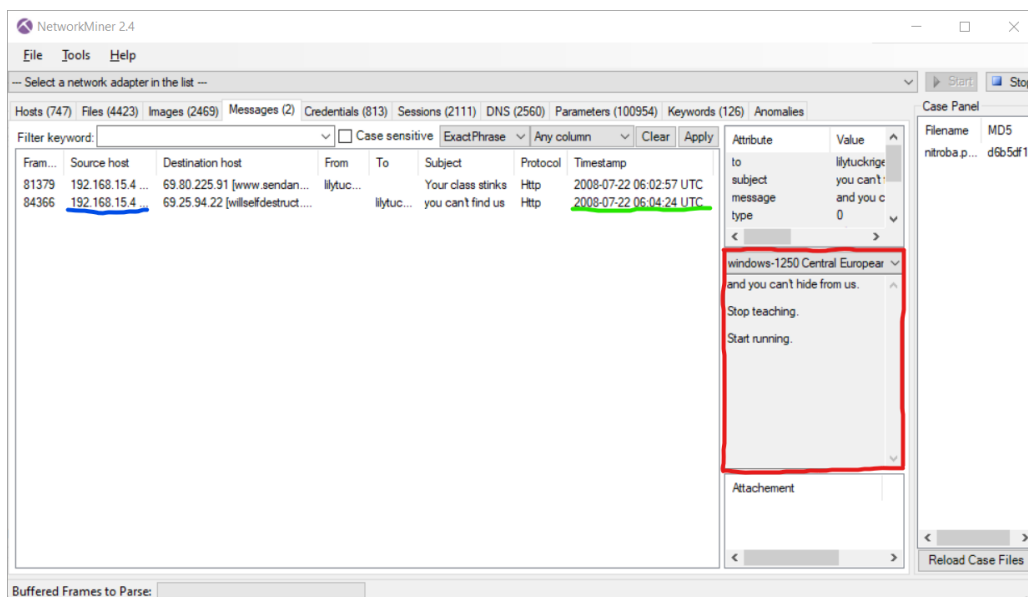 NetworkMiner 2.4
File Tools Help
--- Select a network adapter in the list ---
Start Stop
Hosts (747) Files (4423) Images (2469) Messages (2) Credentials (813) Sessions (2111) DNS (2560) Parameters (100954) Keywords (126) Anomalies
Case Panel
Filter keyword: Case sensitive ExactPhrase Any column Clear Apply
Fram... Source host Destination host From To Subject Protocol Timestamp
81379 192.168.15.4 ... 69.80.225.91 [www.sendan... lilytuc... Your class stinks Http 2008-07-22 06:02:57 UTC
84366 192.168.15.4 ... 69.25.94.22 [willselfdestruct.... lilytuc... you can't find us Http 2008-07-22 06:04:24 UTC
Attribute Value
to lilytuckrige
subject you can't
message and you c
type 0
windows-1250 Central European
and you can't hide from us.
Stop teaching.
Start running.
Attachement
Filename MD5
nitroba.p... d6b5df1
Reload Case Files
Buffered Frames to Parse: